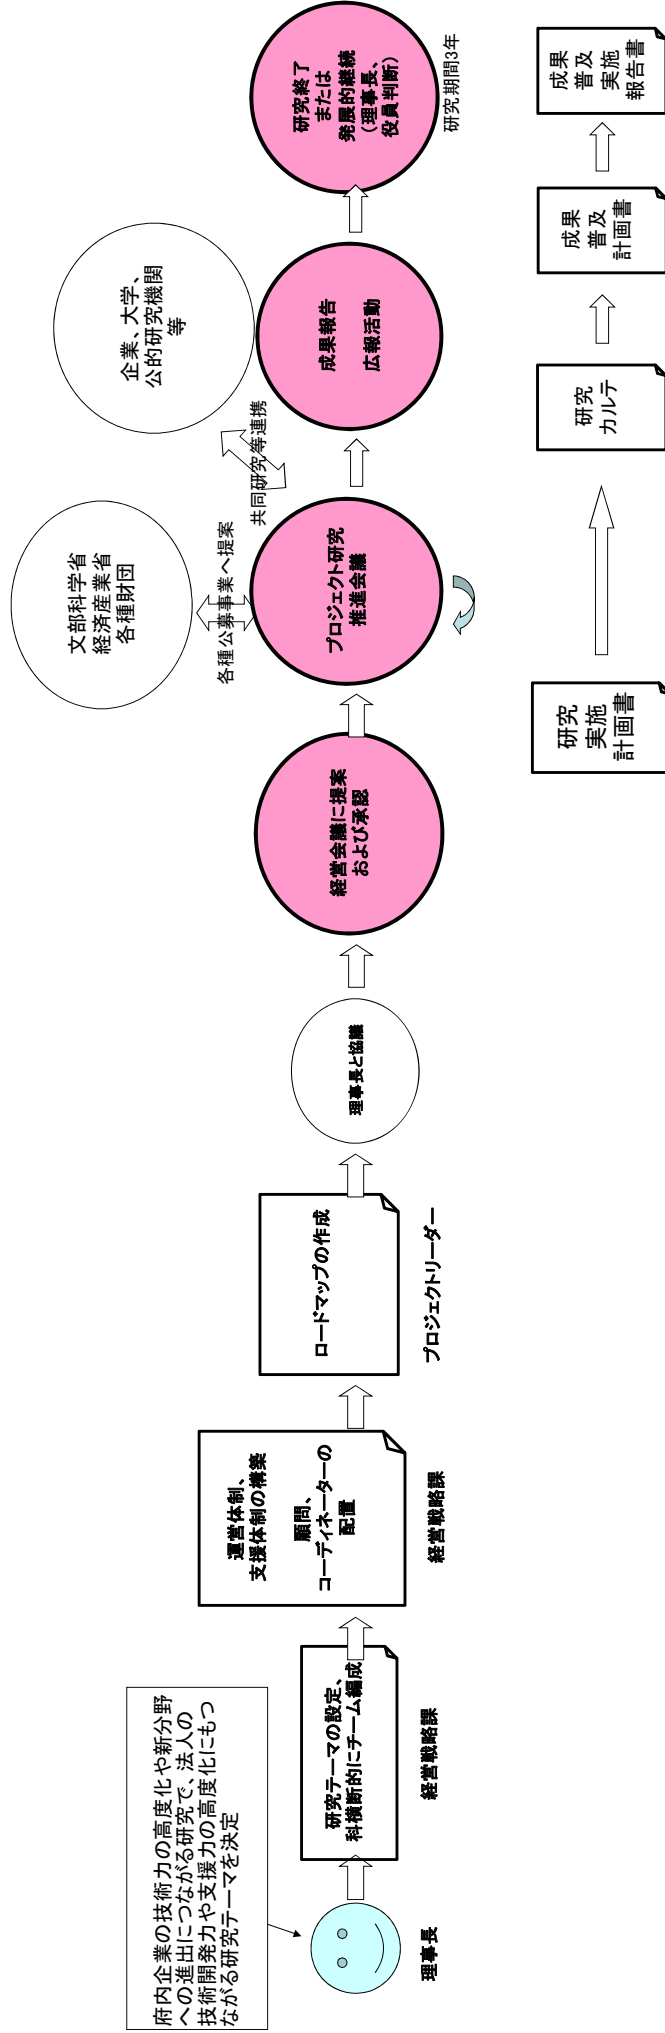 府内企業の技術力の高度化や新分野
への進出につながる研究で、法人の
技術開発力や支援力の高度化にもつ
ながる研究テーマを決定
理事長
研究テーマの設定、
科横断的にチーム編成
経営戦略課
運営体制、
支援体制の構築
顧問、
コーディネーターの
配置
経営戦略課
ロードマップの作成
プロジェクトリーダー
理事長と協議
経営会議に提案
および承認
文部科学省
経済産業省
各種財団
各種公募事業へ提案
プロジェクト研究
推進会議
企業、大学、
公的研究機関
等
共同研究等連携
成果報告
広報活動
研究終了
または
発展的継続
(理事長、
役員判断)
研究期間3年
研究
実施
計画書
研究
カルテ
成果
普及
計画書
成果
普及
実施
報告書